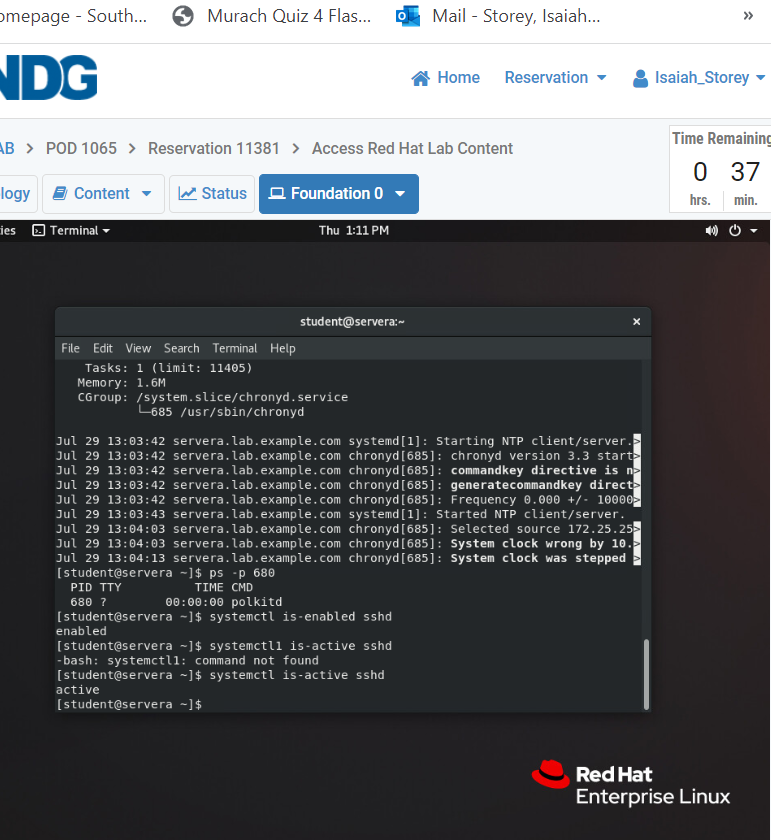 omepage - South...
Murach Quiz 4 Flas...
Mail - Storey, Isaiah...
»
NDG
Home
Reservation
Isaiah_Storey
AB > POD 1065 > Reservation 11381 > Access Red Hat Lab Content
Time Remaining
0 37
hrs. min.
logy
Content
Status
Foundation 0
ies
Terminal
Thu 1:11 PM
student@servera:~
×
File Edit View Search Terminal Help
Tasks: 1 (limit: 11405)
Memory: 1.6M
CGroup: /system.slice/chronyd.service
└─685 /usr/sbin/chronyd
Jul 29 13:03:42 servera.lab.example.com systemd[1]: Starting NTP client/server.>
Jul 29 13:03:42 servera.lab.example.com chronyd[685]: chronyd version 3.3 start>
Jul 29 13:03:42 servera.lab.example.com chronyd[685]: commandkey directive is n>
Jul 29 13:03:42 servera.lab.example.com chronyd[685]: generatecommandkey direct>
Jul 29 13:03:42 servera.lab.example.com chronyd[685]: Frequency 0.000 +/- 10000>
Jul 29 13:03:43 servera.lab.example.com systemd[1]: Started NTP client/server.
Jul 29 13:04:03 servera.lab.example.com chronyd[685]: Selected source 172.25.25>
Jul 29 13:04:03 servera.lab.example.com chronyd[685]: System clock wrong by 10.>
Jul 29 13:04:13 servera.lab.example.com chronyd[685]: System clock was stepped >
[student@servera ~]$ ps -p 680
PID TTY TIME CMD
680 ? 00:00:00 polkitd
[student@servera ~]$ systemctl is-enabled sshd
enabled
[student@servera ~]$ systemctl1 is-active sshd
-bash: systemctl1: command not found
[student@servera ~]$ systemctl is-active sshd
active
[student@servera ~]$
Red Hat
Enterprise Linux